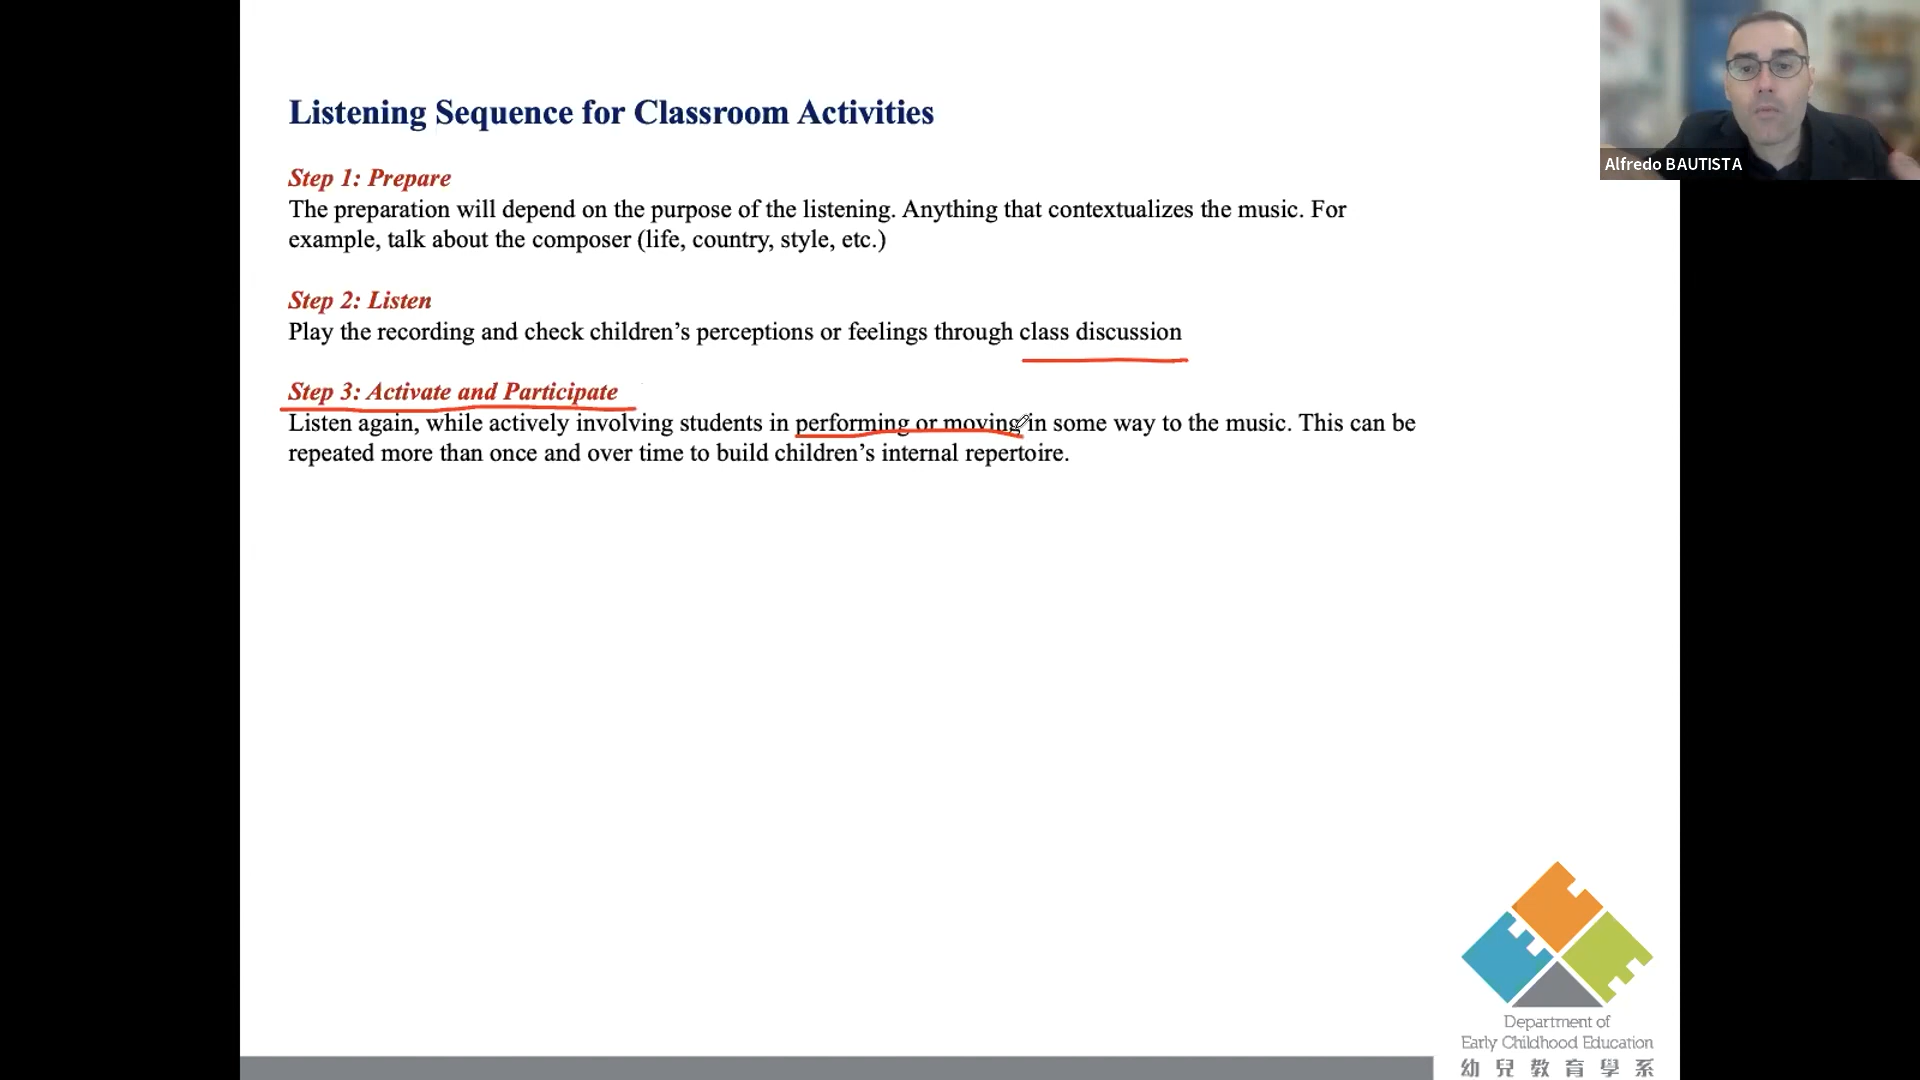 Listening Sequence for Classroom Activities
Step 1: Prepare
The preparation will depend on the purpose of the listening. Anything that contextualizes the music. For
example, talk about the composer (life, country, style, etc.)
Step 2: Listen
Play the recording and check children’s perceptions or feelings through class discussion
Step 3: Activate and Participate
Listen again, while actively involving students in performing or moving in some way to the music. This can be
repeated more than once and over time to build children’s internal repertoire.
Alfredo BAUTISTA
Department of
Early Childhood Education
幼兒教育學系